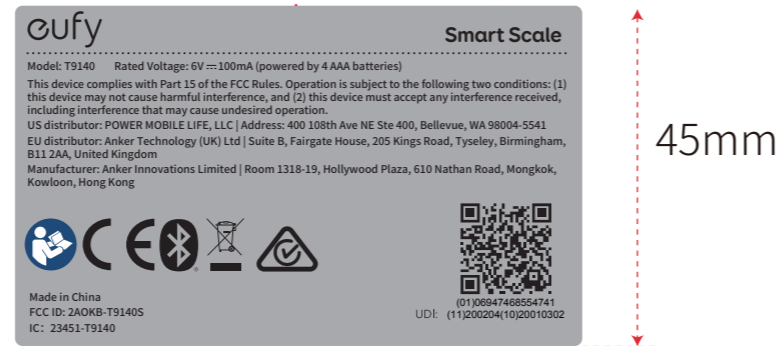 eufy
Smart Scale
Model: T9140 Rated Voltage: 6V ⎓ 100mA (powered by 4 AAA batteries)
This device complies with Part 15 of the FCC Rules. Operation is subject to the following two conditions: (1)
this device may not cause harmful interference, and (2) this device must accept any interference received,
including interference that may cause undesired operation.
US distributor: POWER MOBILE LIFE, LLC | Address: 400 108th Ave NE Ste 400, Bellevue, WA 98004-5541
EU distributor: Anker Technology (UK) Ltd | Suite B, Fairgate House, 205 Kings Road, Tyseley, Birmingham,
B11 2AA, United Kingdom
Manufacturer: Anker Innovations Limited | Room 1318-19, Hollywood Plaza, 610 Nathan Road, Mongkok,
Kowloon, Hong Kong
CE
Made in China
FCC ID: 2AOKB-T9140S
IC: 23451-T9140
(01)06947468554741
UDI: (11)200204(10)20010302
45mm